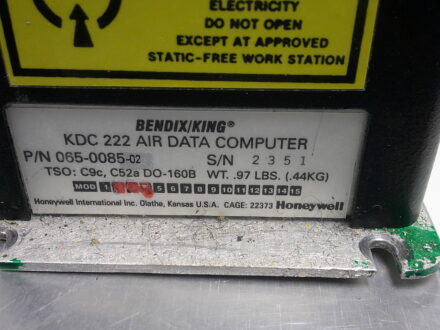 ELECTRICITY
DO NOT OPEN
EXCEPT AT APPROVED
STATIC-FREE WORK STATION
BENDIX/KING®
KDC 222 AIR DATA COMPUTER
P/N 065-0085-02 S/N 2351
TSO: C9c, C52a DO-160B WT. .97 LBS. (.44KG)
MOD 1 5 6 7 8 9 10 11 12 13 14 15
Honeywell International Inc. Olathe, Kansas U.S.A. CAGE: 22373 Honeywell